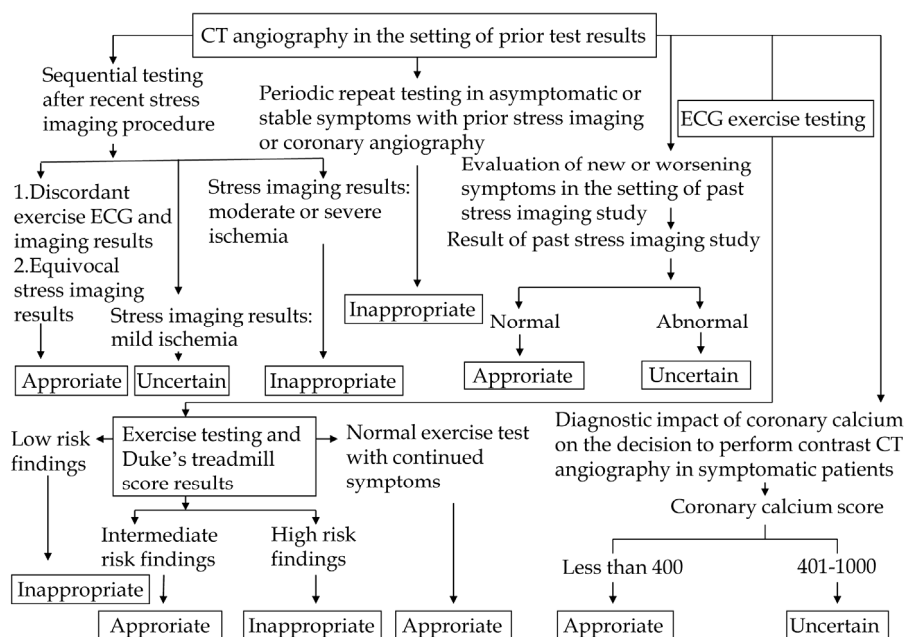 CT angiography in the setting of prior test results
Sequential testing
after recent stress
imaging procedure
Periodic repeat testing in asymptomatic or
stable symptoms with prior stress imaging
or coronary angiography
ECG exercise testing
Evaluation of new or worsening
symptoms in the setting of past
stress imaging study
Result of past stress imaging study
1.Discordant
exercise ECG and
imaging results
2.Equivocal
stress imaging
results
Stress imaging results:
mild ischemia
Stress imaging results:
moderate or severe
ischemia
Inappropriate
Normal
Abnormal
Approriate
Uncertain
Inappropriate
Approriate
Uncertain
Low risk
findings
Exercise testing and
Duke's treadmill
score results
Normal exercise test
with continued
symptoms
Diagnostic impact of coronary calcium
on the decision to perform contrast CT
angiography in symptomatic patients
Coronary calcium score
Intermediate
risk findings
High risk
findings
Less than 400
401-1000
Inappropriate
Approriate
Inappropriate
Approriate
Approriate
Uncertain